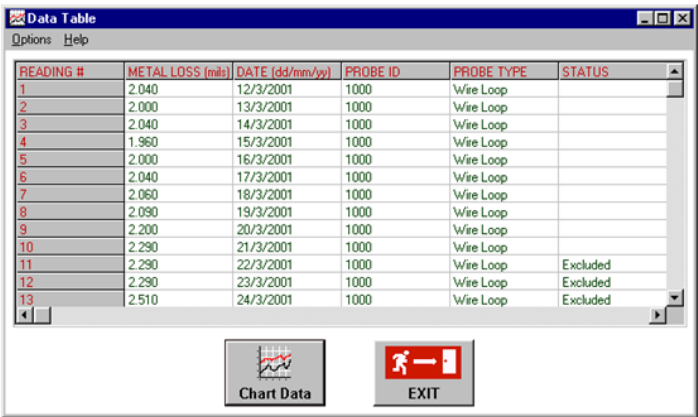 Data Table
Options Help
READING # METAL LOSS (mils) DATE (dd/mm/yy) PROBE ID PROBE TYPE STATUS
1 2.040 12/3/2001 1000 Wire Loop
2 2.000 13/3/2001 1000 Wire Loop
3 2.040 14/3/2001 1000 Wire Loop
4 1.960 15/3/2001 1000 Wire Loop
5 2.000 16/3/2001 1000 Wire Loop
6 2.040 17/3/2001 1000 Wire Loop
7 2.060 18/3/2001 1000 Wire Loop
8 2.090 19/3/2001 1000 Wire Loop
9 2.200 20/3/2001 1000 Wire Loop
10 2.290 21/3/2001 1000 Wire Loop
11 2.290 22/3/2001 1000 Wire Loop Excluded
12 2.290 23/3/2001 1000 Wire Loop Excluded
13 2.510 24/3/2001 1000 Wire Loop Excluded
Chart Data EXIT